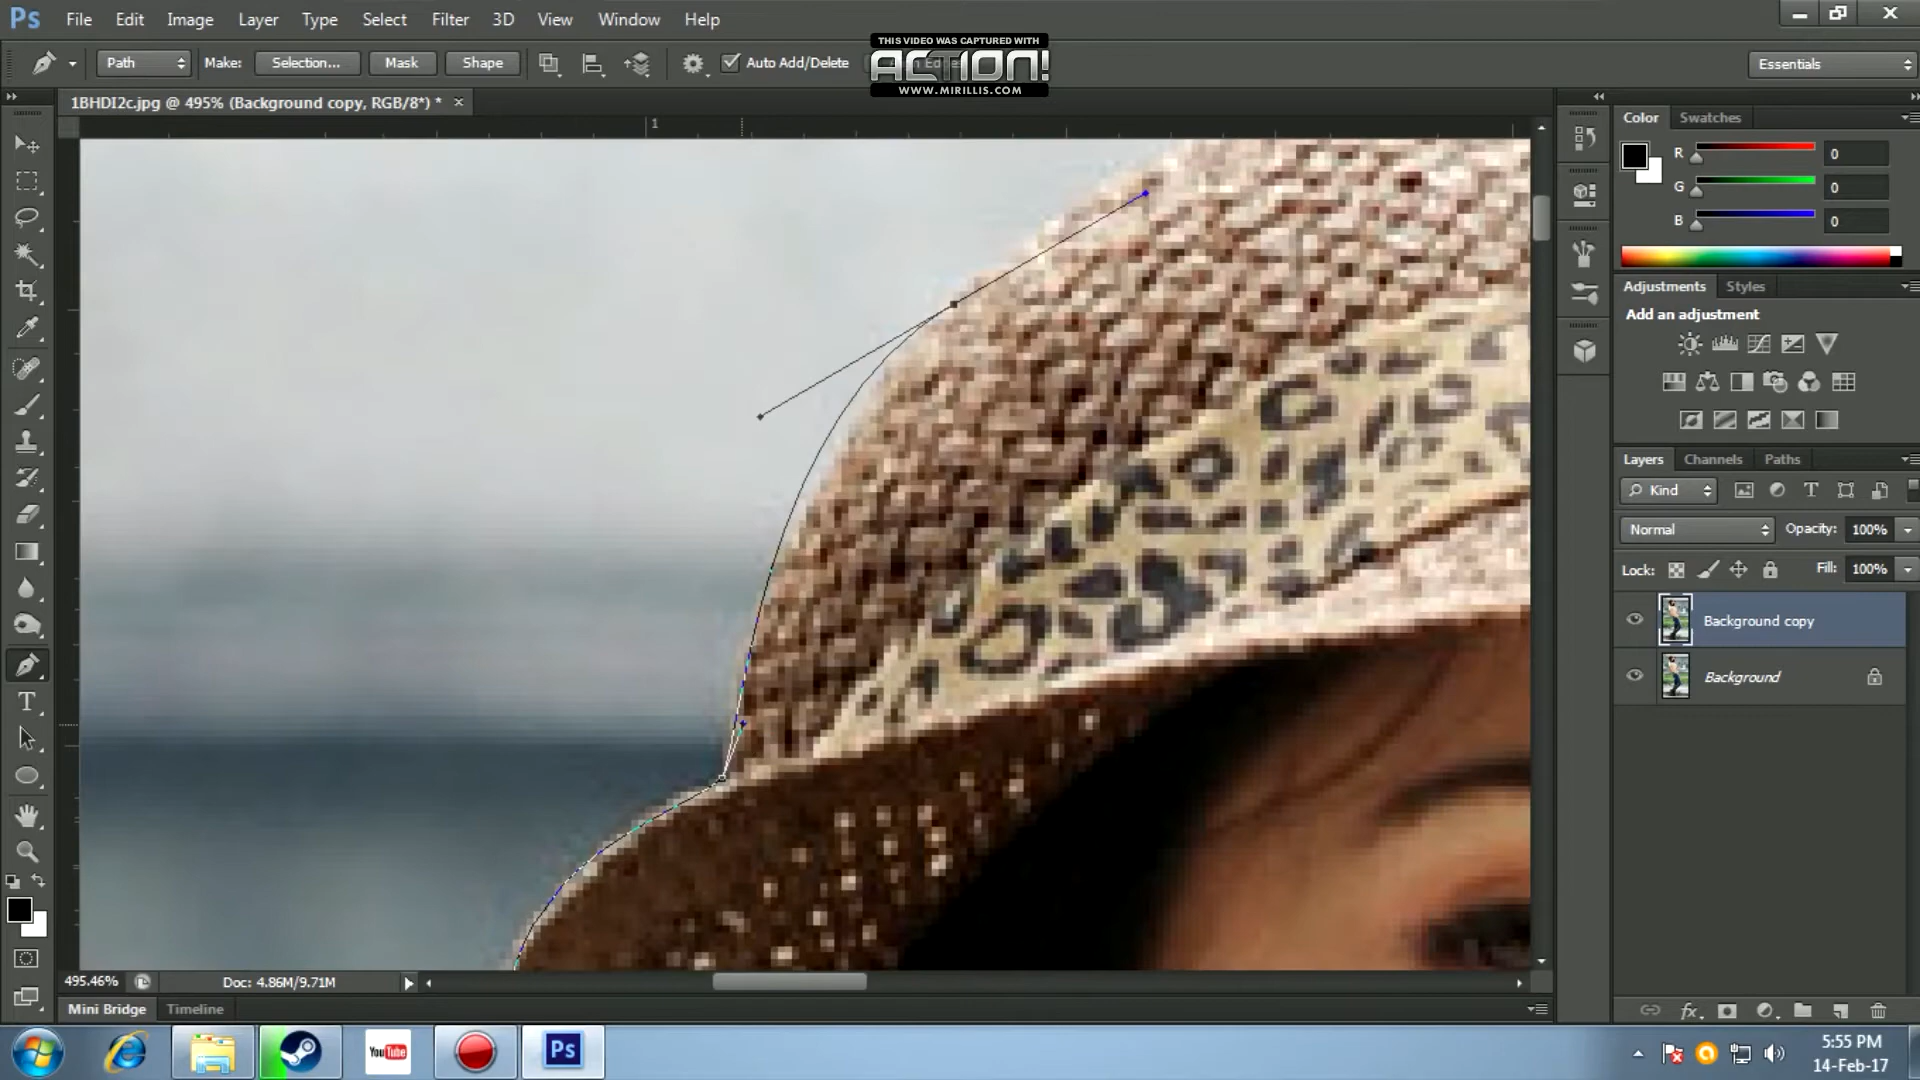 Ps File Edit Image Layer Type Select Filter 3D View Window Help
THIS VIDEO WAS CAPTURED WITH
ACTION!
WWW.MIRILLIS.COM
Path Make: Selection... Mask Shape Auto Add/Delete Essentials
1BHDI2c.jpg @ 495% (Background copy, RGB/8*) *
1
Color Swatches
R 0
G 0
B 0
Adjustments Styles
Add an adjustment
Layers Channels Paths
Kind
Normal Opacity: 100%
Lock: Fill: 100%
Background copy
Background
495.46% Doc: 4.86M/9.71M
Mini Bridge Timeline
You Tube
Ps
5:55 PM
14-Feb-17